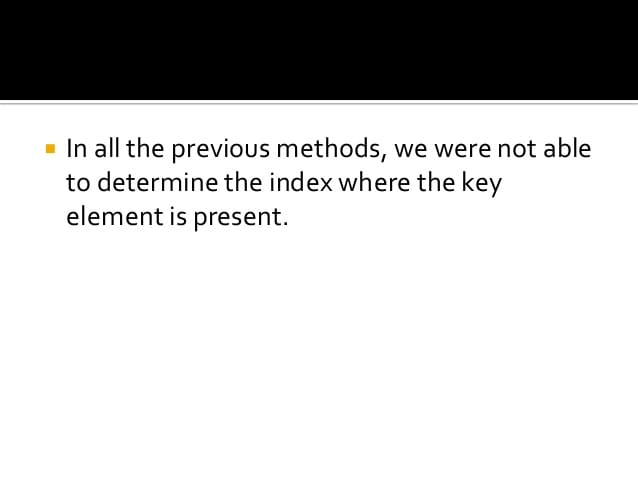 In all the previous methods, we were not able
to determine the index where the key
element is present.